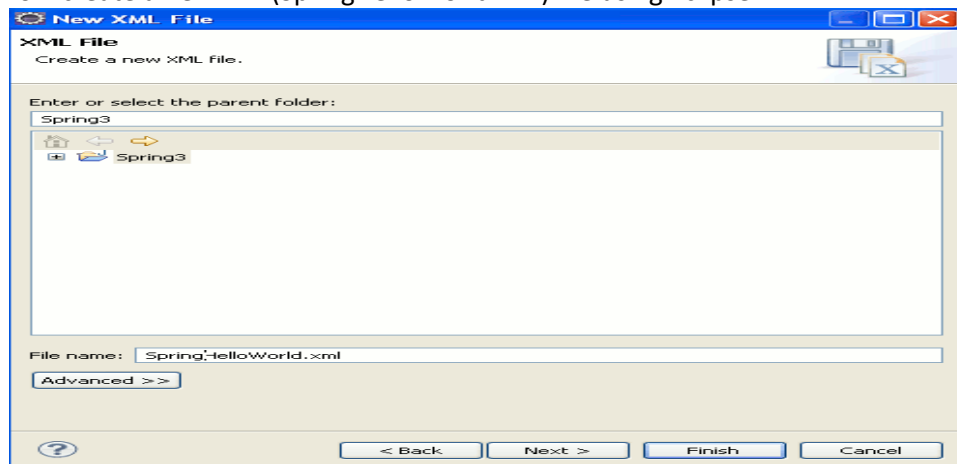 New XML File
XML File
Create a new XML file.
Enter or select the parent folder:
Spring3
Spring3
File name: SpringHelloWorld.xml
Advanced >>
< Back Next > Finish Cancel